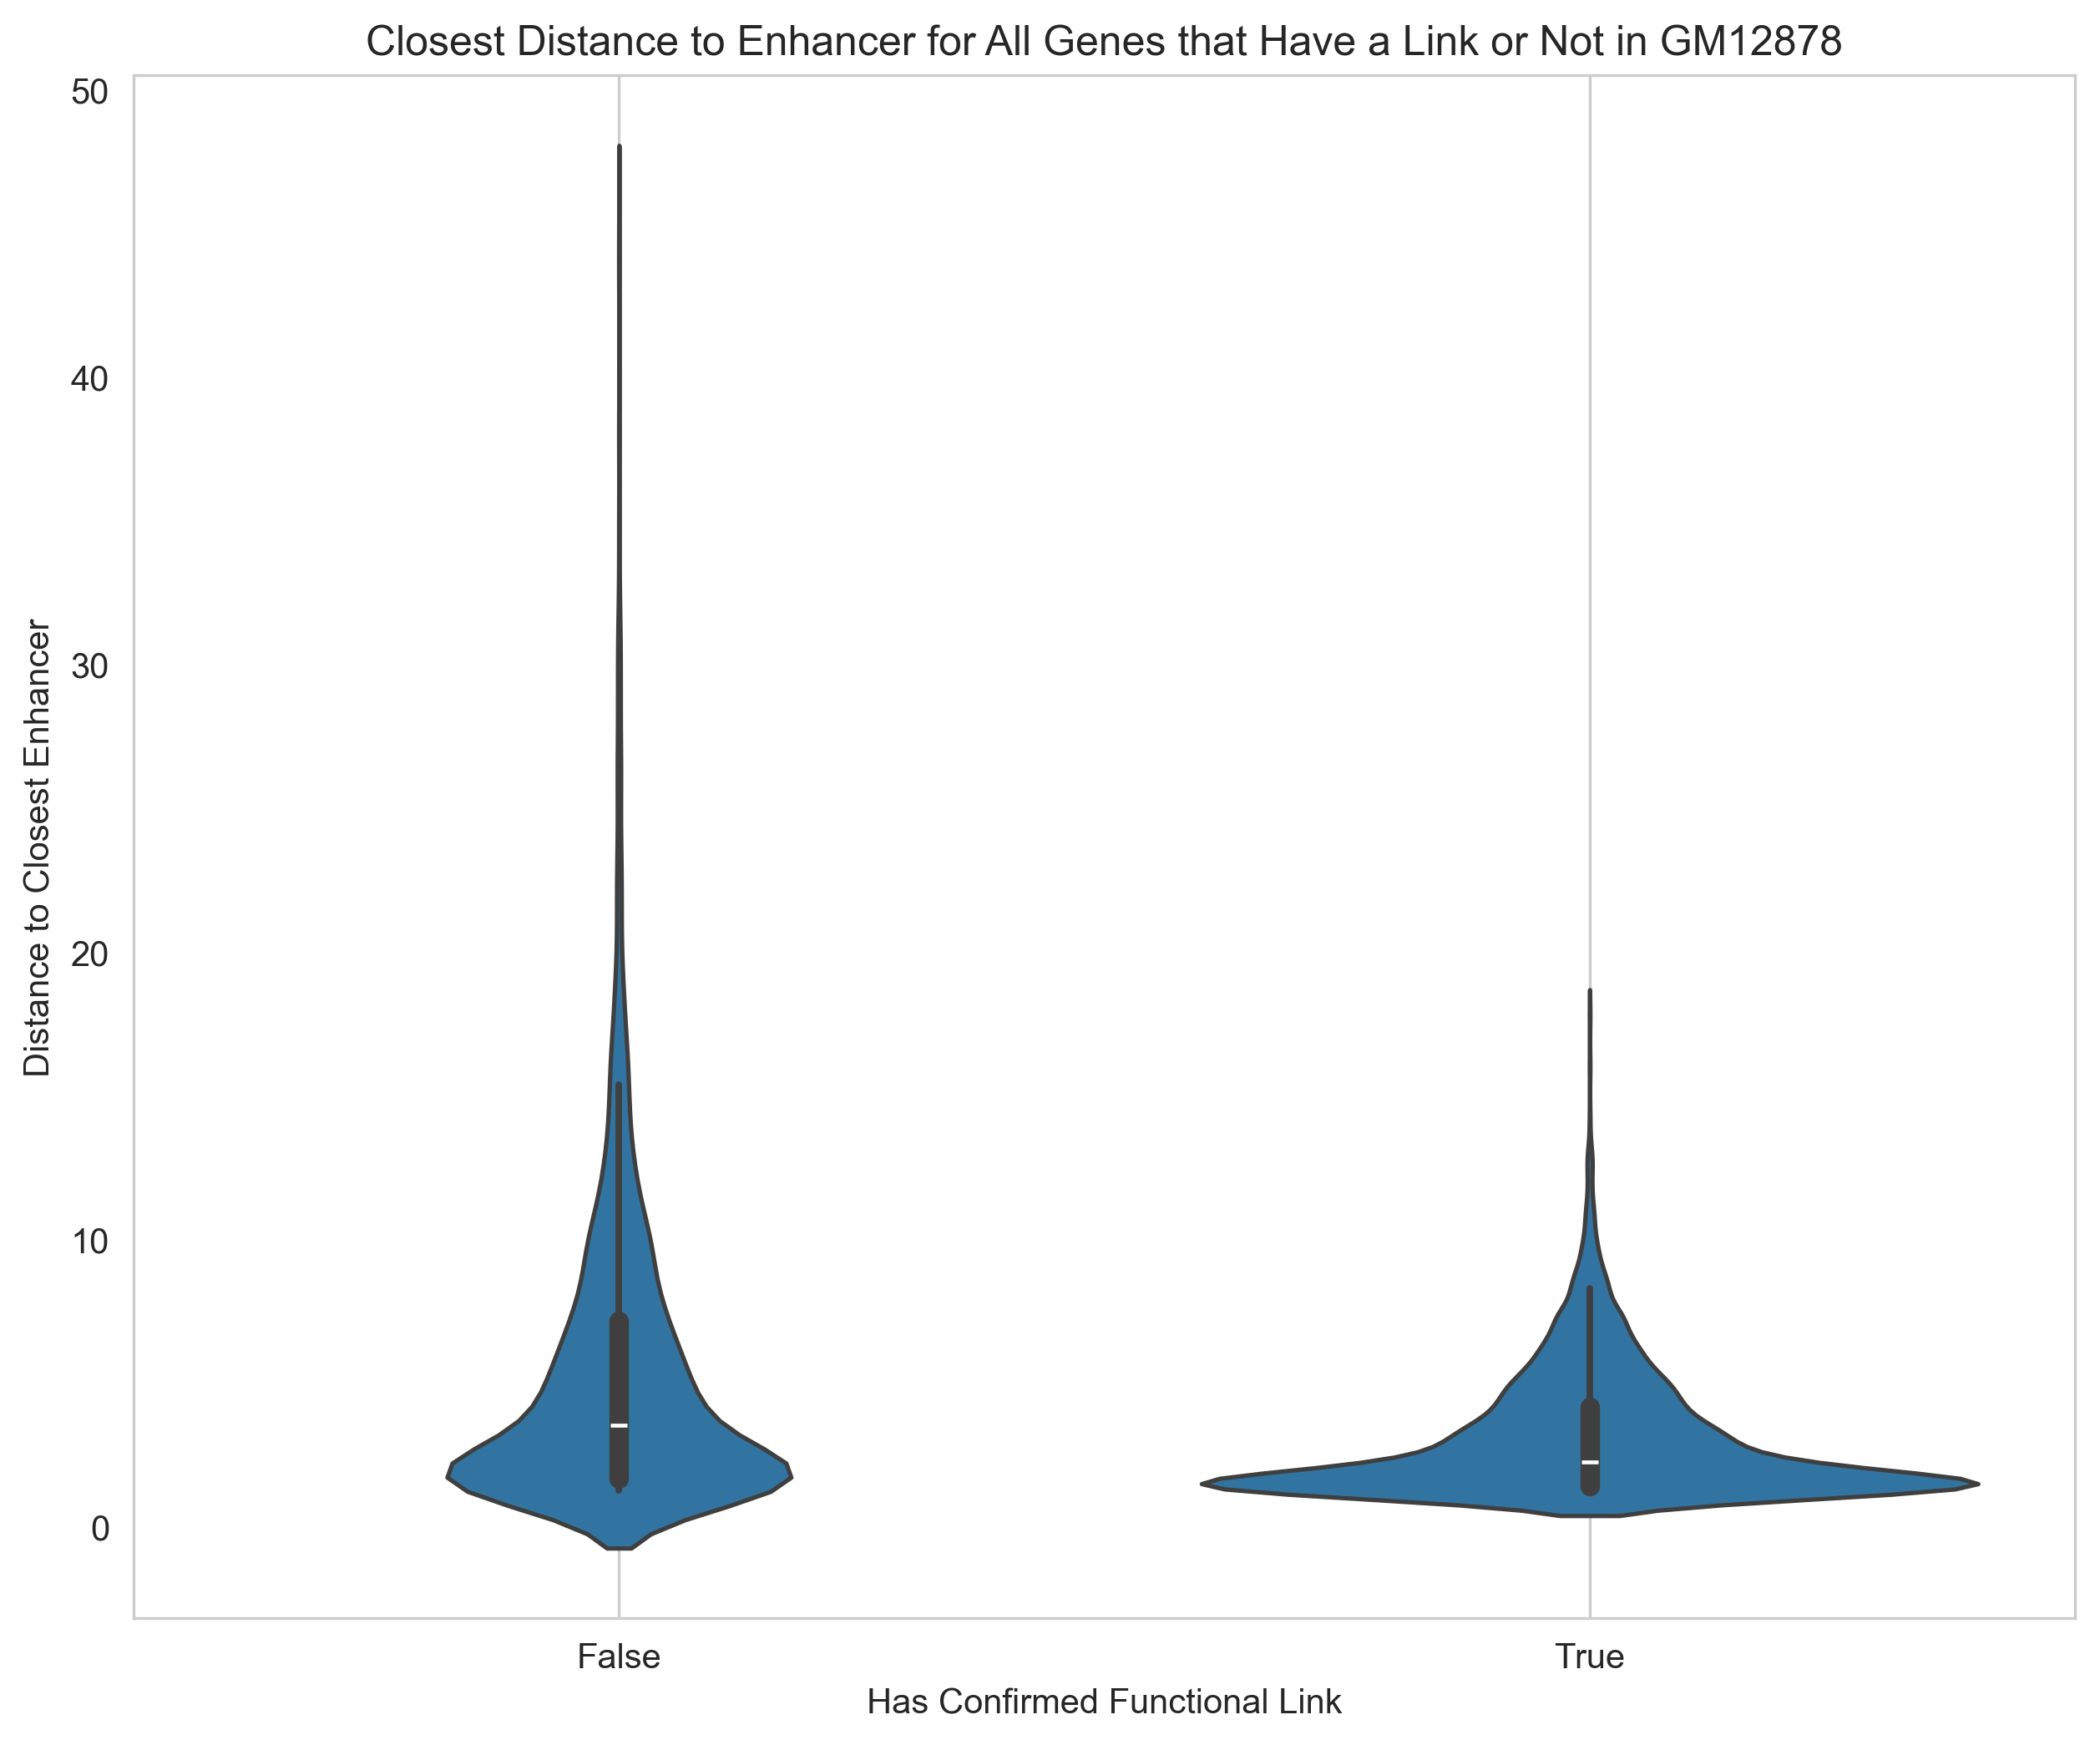 Closest Distance to Enhancer for All Genes that Have a Link or Not in GM12878
50
40
30
20
10
0
Distance to Closest Enhancer
False
True
Has Confirmed Functional Link